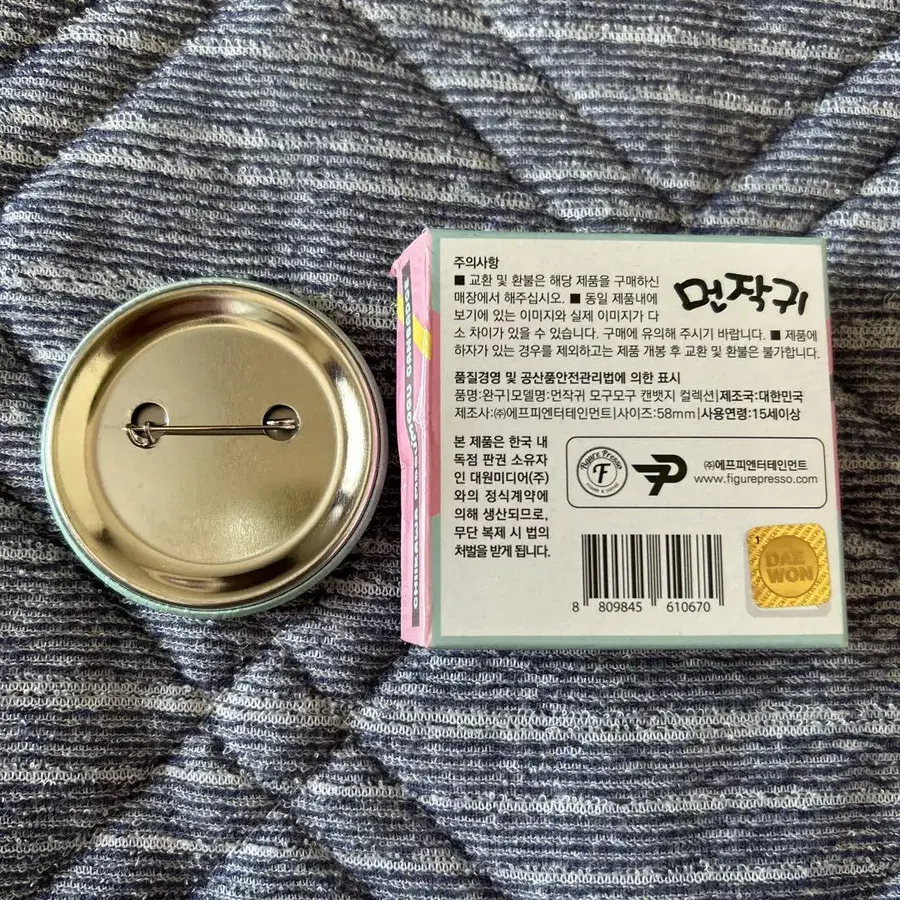 주의사항
■ 교환 및 환불은 해당 제품을 구매하신
매장에서 해주십시오. ■ 동일 제품내에
보기에 있는 이미지와 실제 이미지가 다
소 차이가 있을 수 있습니다. 구매에 유의해 주시기 바랍니다. ■ 제품에
하자가 있는 경우를 제외하고는 제품 개봉 후 교환 및 환불은 불가합니다.
먼작귀
품질경영 및 공산품안전관리법에 의한 표시
품명:완구|모델명:먼작귀 모구모구 캔뱃지 컬렉션|제조국:대한민국
제조사:㈜에프피엔터테인먼트|사이즈:58mm|사용연령:15세이상
본 제품은 한국 내
독점 판권 소유자
인 대원미디어(주)
와의 정식계약에
의해 생산되므로,
무단 복제 시 법의
처벌을 받게 됩니다.
Figure Presso
F
㈜에프피엔터테인먼트
www.figurepresso.com
8 809845 610670
1
DAE
WON